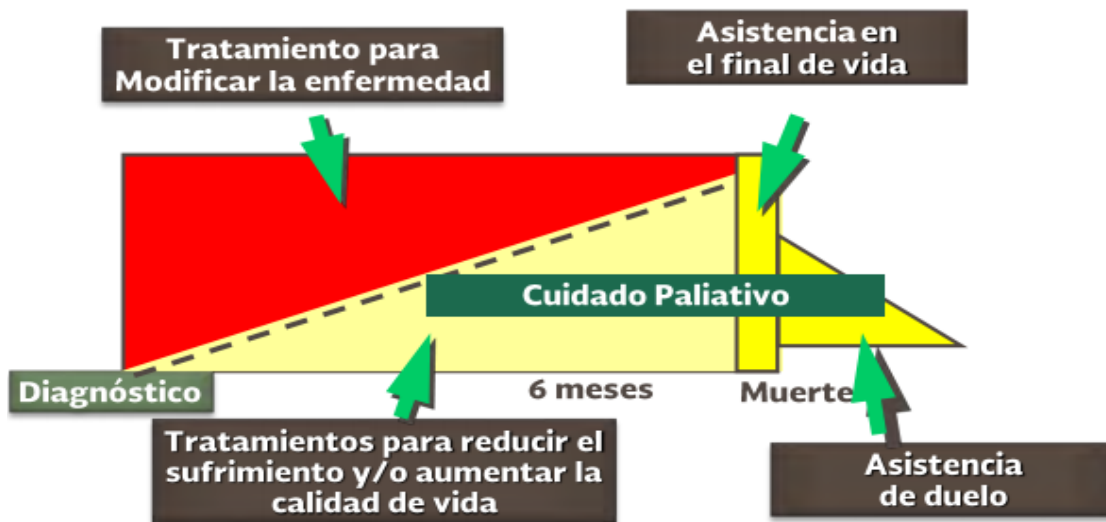 Tratamiento para
Modificar la enfermedad
Asistencia en
el final de vida
Cuidado Paliativo
Diagnóstico
6 meses
Muerte
Tratamientos para reducir el
sufrimiento y/o aumentar la
calidad de vida
Asistencia
de duelo